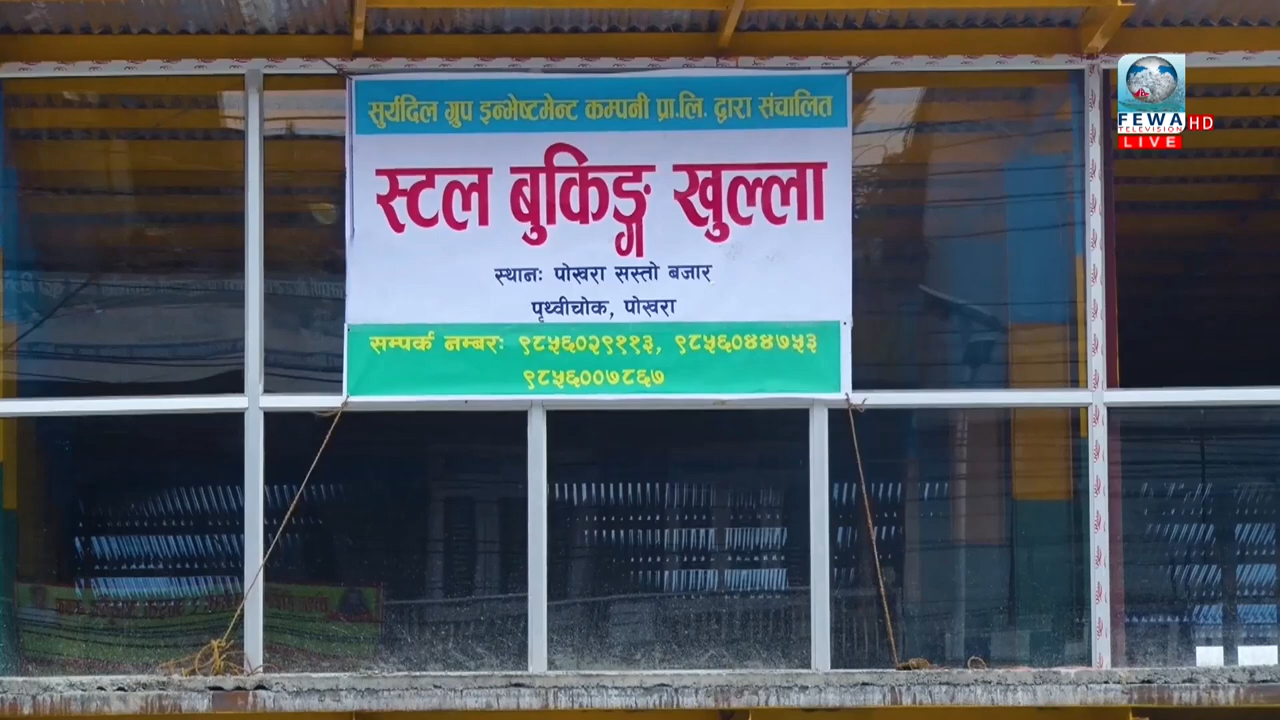 सुर्यदिल ग्रुप इन्भेष्टमेन्ट कम्पनी प्रा.लि. द्वारा संचालित
स्टल बुकिङ्ग खुल्ला
स्थानः पोखरा सस्तो बजार
पृथ्वीचोक, पोखरा
सम्पर्क नम्बरः ९८५६०२९११३, ९८५६०४४७५३
९८५६००७८६७
FEWA HD
TELEVISION
LIVE